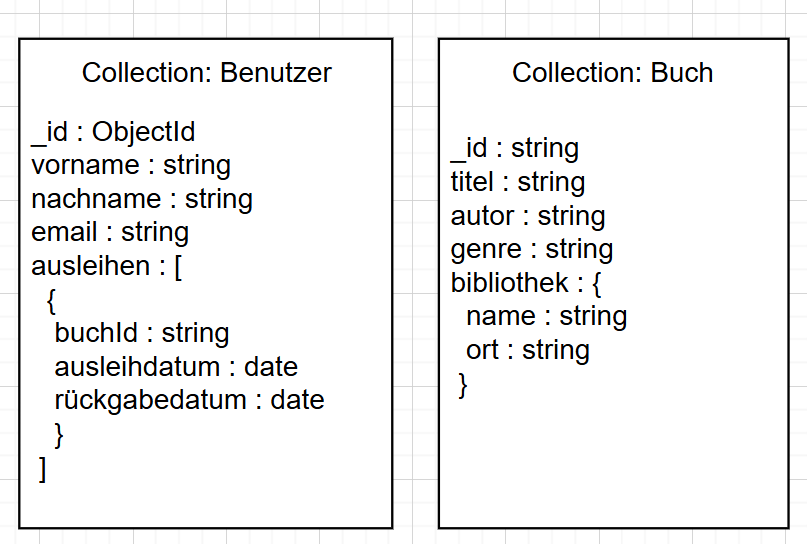 Collection: Benutzer
_id : ObjectId
vorname : string
nachname : string
email : string
ausleihen : [
{
buchId : string
ausleihdatum : date
rückgabedatum : date
}
]
Collection: Buch
_id : string
titel : string
autor : string
genre : string
bibliothek : {
name : string
ort : string
}